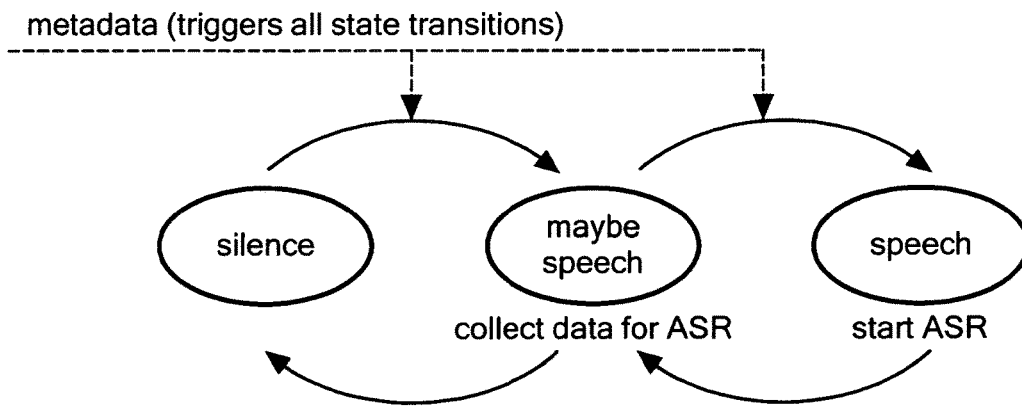 metadata (triggers all state transitions)
silence
maybe
speech
speech
collect data for ASR
start ASR